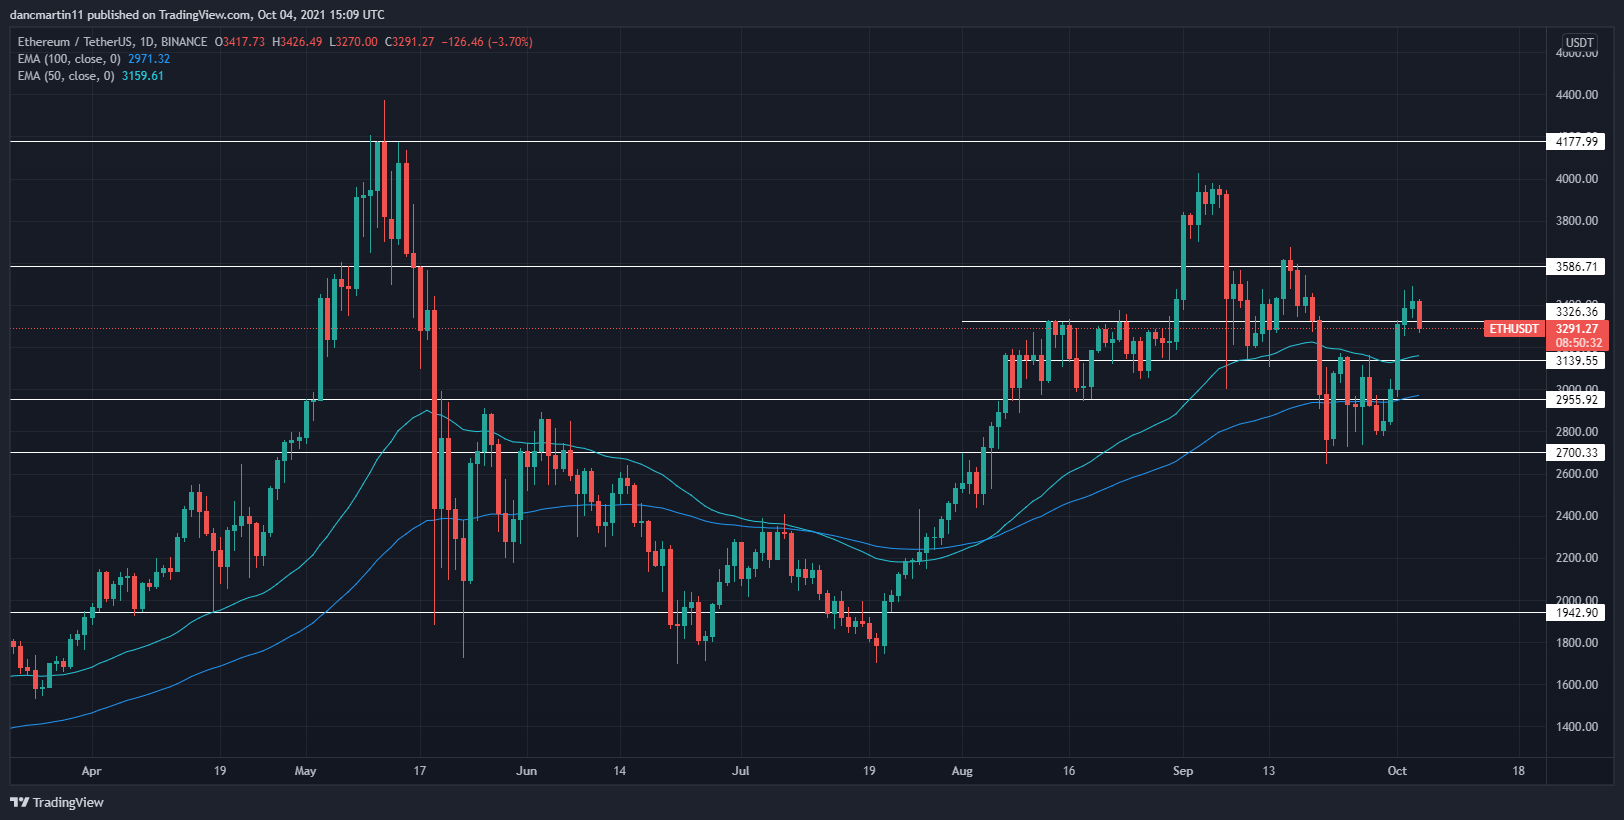 dancmartin11 published on TradingView.com, Oct 04, 2021 15:09 UTC
Ethereum / TetherUS, 1D, BINANCE O3417.73 H3426.49 L3270.00 C3291.27 −126.46 (−3.70%)
EMA (100, close, 0) 2971.32
EMA (50, close, 0) 3159.61
USDT
4600.00
4400.00
4177.99
4000.00
3800.00
3586.71
3400.00
3326.36
ETHUSDT 3291.27
08:50:32
3139.55
3000.00
2955.92
2800.00
2700.33
2600.00
2400.00
2200.00
2000.00
1942.90
1800.00
1600.00
1400.00
Apr 19 May 17 Jun 14 Jul 19 Aug 16 Sep 13 Oct 18
TradingView